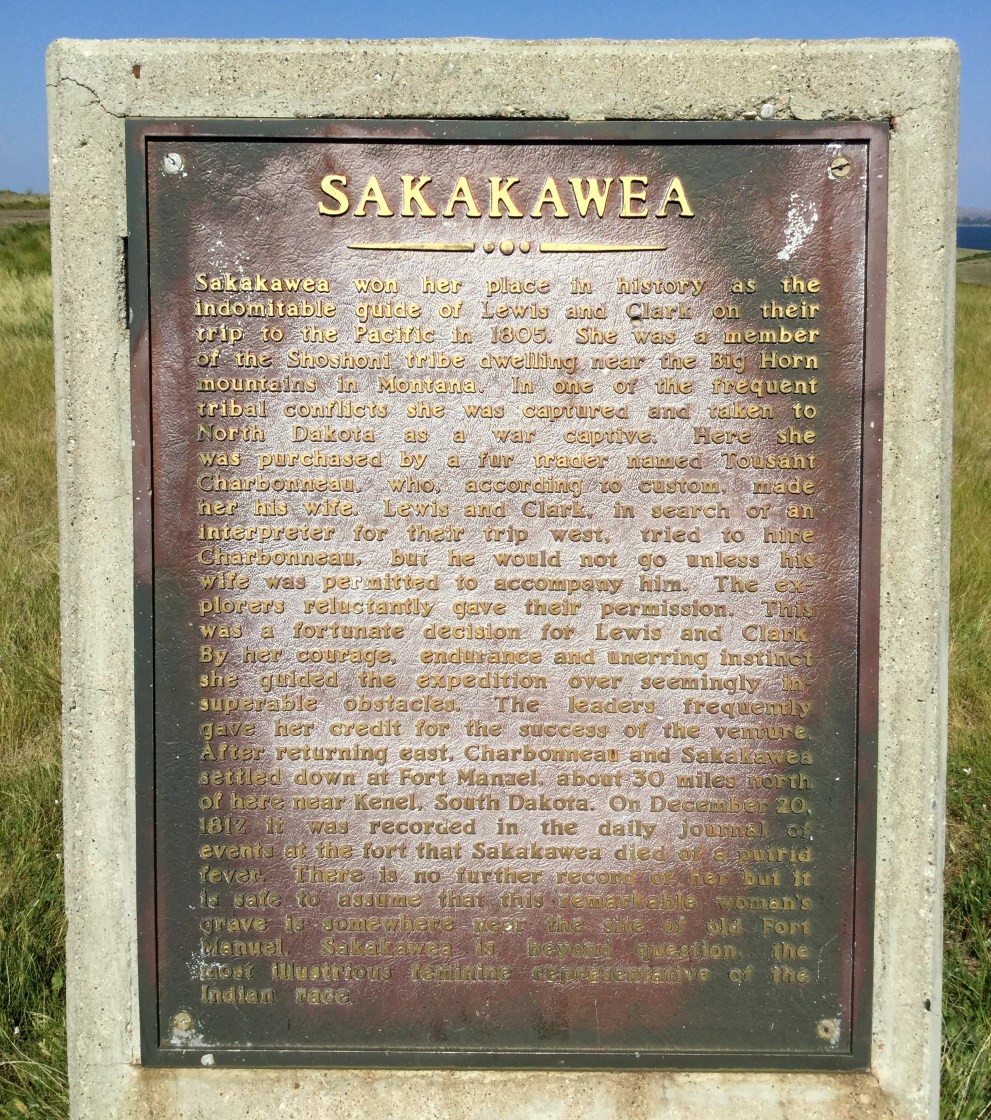 SAKAKAWEA
Sakakawea won her place in history as the
indomitable guide of Lewis and Clark on their
trip to the Pacific in 1805. She was a member
of the Shoshoni tribe dwelling near the Big Horn
mountains in Montana. In one of the frequent
tribal conflicts she was captured and taken to
North Dakota as a war captive. Here she
was purchased by a fur trader named Tousant
Charbonneau, who, according to custom, made
her his wife. Lewis and Clark, in search of an
interpreter for their trip west, tried to hire
Charbonneau, but he would not go unless his
wife was permitted to accompany him. The ex-
plorers reluctantly gave their permission. This
was a fortunate decision for Lewis and Clark.
By her courage, endurance and unerring instinct
she guided the expedition over seemingly in-
superable obstacles. The leaders frequently
gave her credit for the success of the venture.
After returning east, Charbonneau and Sakakawea
settled down at Fort Manuel, about 30 miles north
of here near Kenel, South Dakota. On December 20,
1812 it was recorded in the daily journal of
events at the fort that Sakakawea died of a putrid
fever. There is no further record of her but it
is safe to assume that this remarkable woman's
grave is somewhere near the site of old Fort
Manuel. Sakakawea is, beyond question, the
most illustrious feminine representative of the
Indian race.